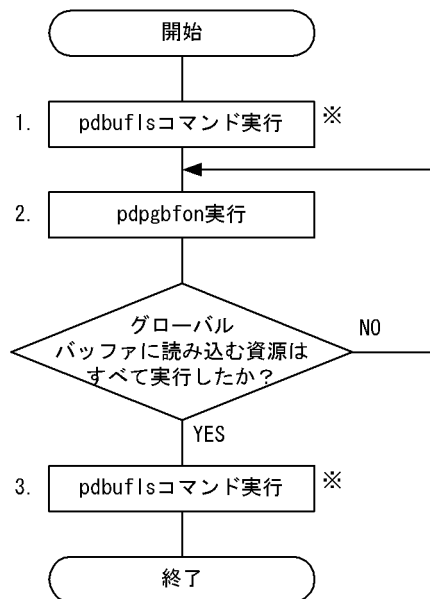 開始
1. pdbuflsコマンド実行 ※
2. pdpgbfon実行
グローバル
バッファに読み込む資源は
すべて実行したか?
NO
YES
3. pdbuflsコマンド実行 ※
終了